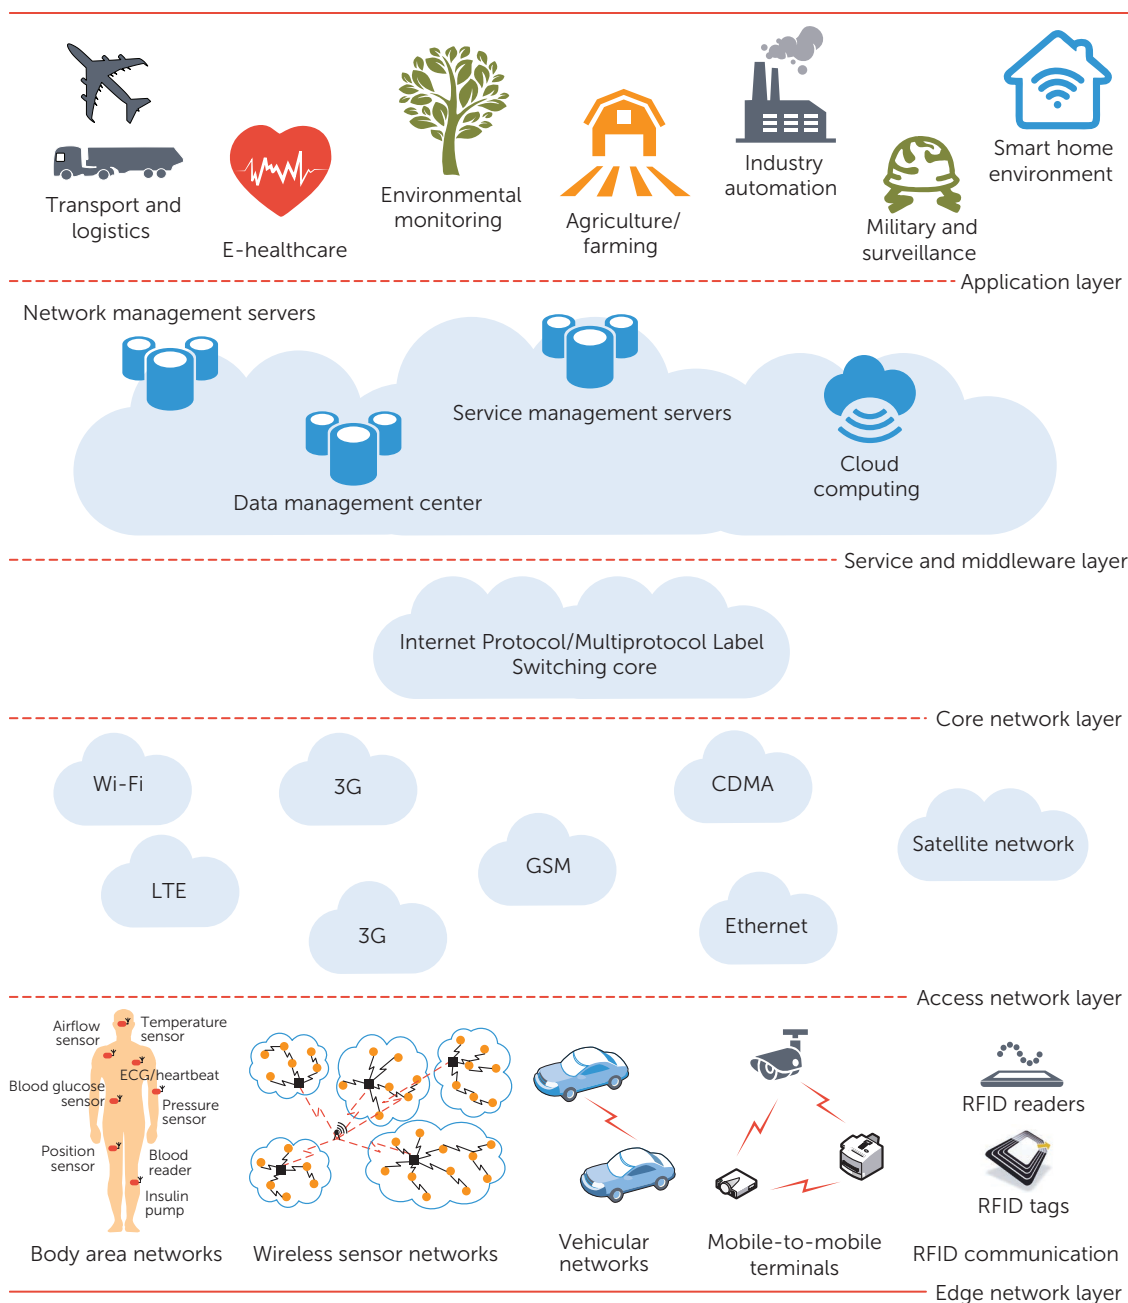 Transport and
logistics
E-healthcare
Environmental
monitoring
Agriculture/
farming
Industry
automation
Military and
surveillance
Smart home
environment
Application layer
Network management servers
Service management servers
Data management center
Cloud
computing
Service and middleware layer
Internet Protocol/Multiprotocol Label
Switching core
Core network layer
Wi-Fi
3G
CDMA
Satellite network
LTE
GSM
3G
Ethernet
Access network layer
Airflow
sensor
Temperature
sensor
ECG/heartbeat
Blood glucose
sensor
Pressure
sensor
Position
sensor
Blood
reader
Insulin
pump
Body area networks
Wireless sensor networks
Vehicular
networks
Mobile-to-mobile
terminals
RFID readers
RFID tags
RFID communication
Edge network layer